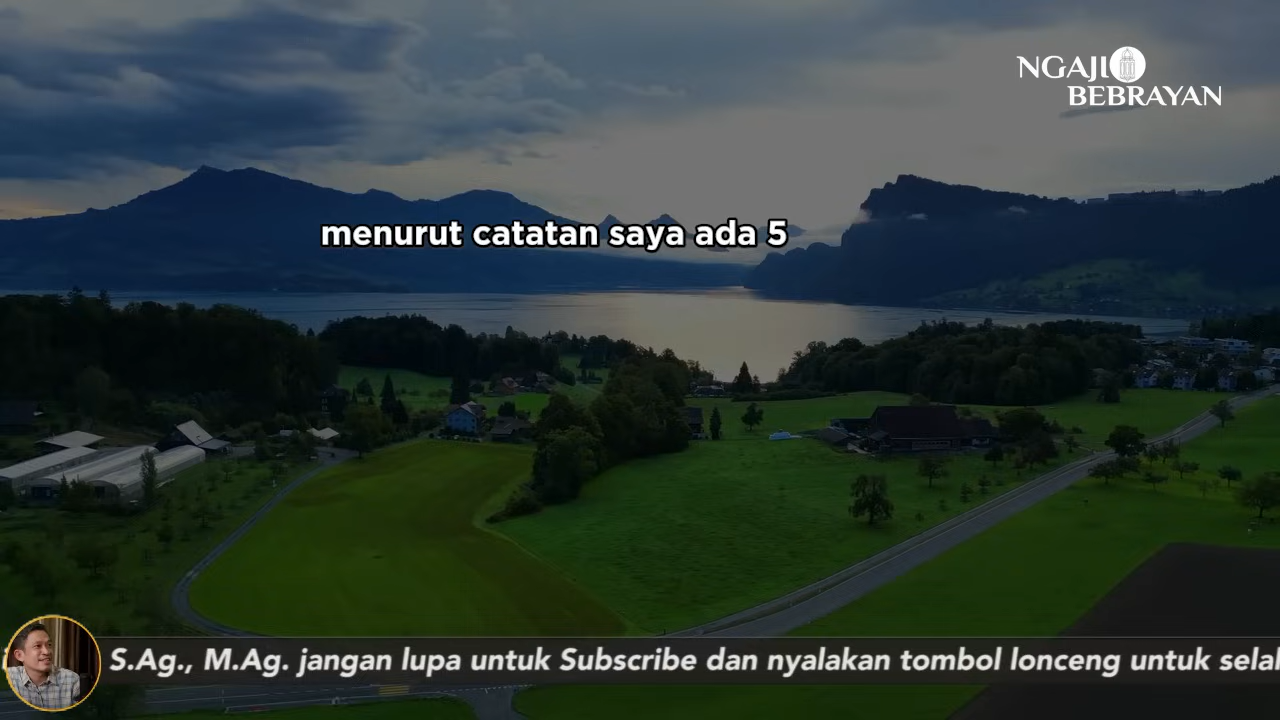 NGAJI
BEBRAYAN
menurut catatan saya ada 5
S.Ag., M.Ag. jangan lupa untuk Subscribe dan nyalakan tombol lonceng untuk selal